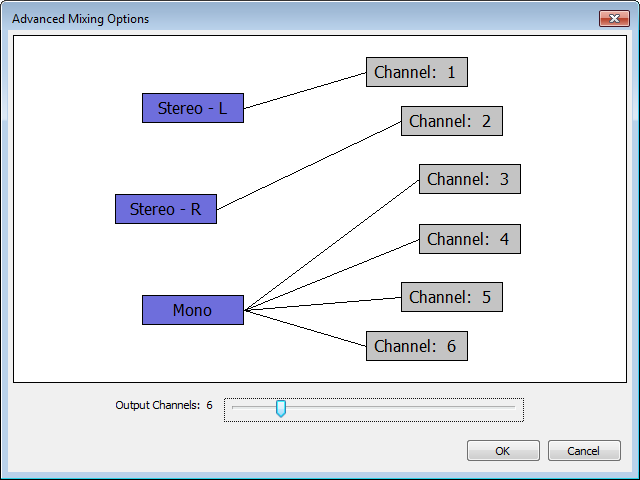 Advanced Mixing Options
Channel: 1
Stereo - L
Channel: 2
Channel: 3
Stereo - R
Channel: 4
Channel: 5
Mono
Channel: 6
Output Channels: 6
OK Cancel